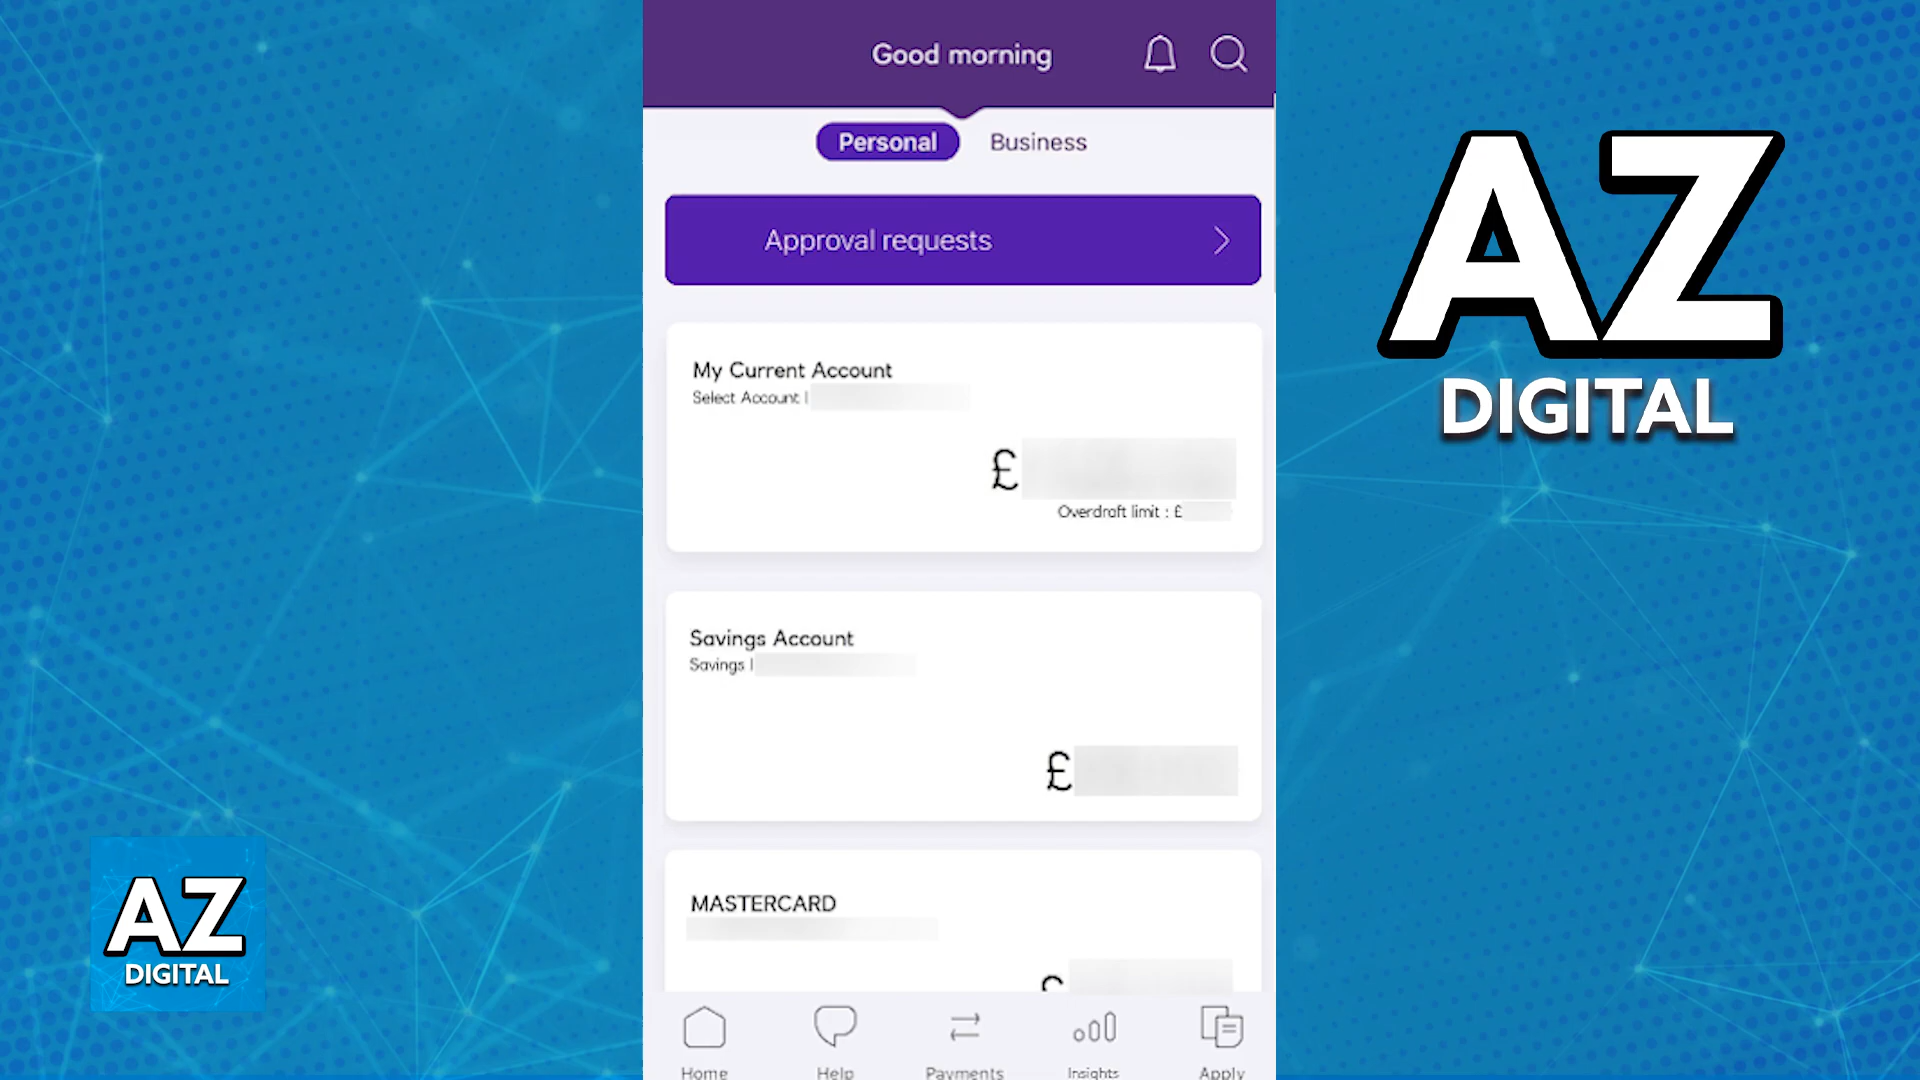 Good morning
Personal Business
Approval requests
My Current Account
Select Account |
£
Overdraft limit : £
Savings Account
Savings |
£
MASTERCARD
£
Home Help Payments Insights Apply
AZ
DIGITAL
AZ
DIGITAL